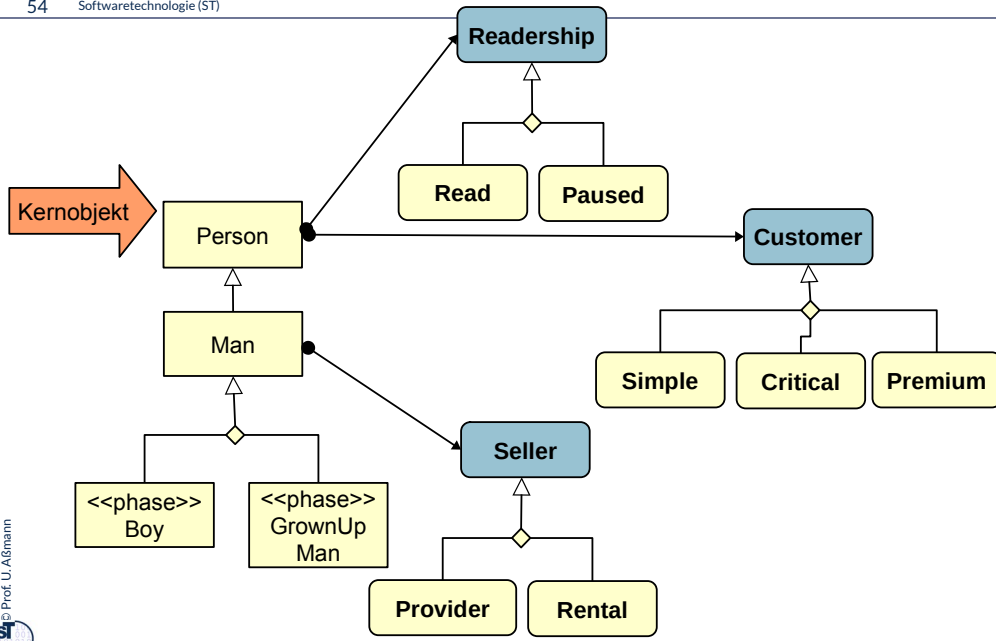 54 Softwaretechnologie (ST)
Readership
Read
Paused
Kernobjekt
Person
Customer
Man
Simple
Critical
Premium
Seller
<<phase>>
Boy
<<phase>>
GrownUp
Man
Provider
Rental
© Prof. U. Aßmann
ST